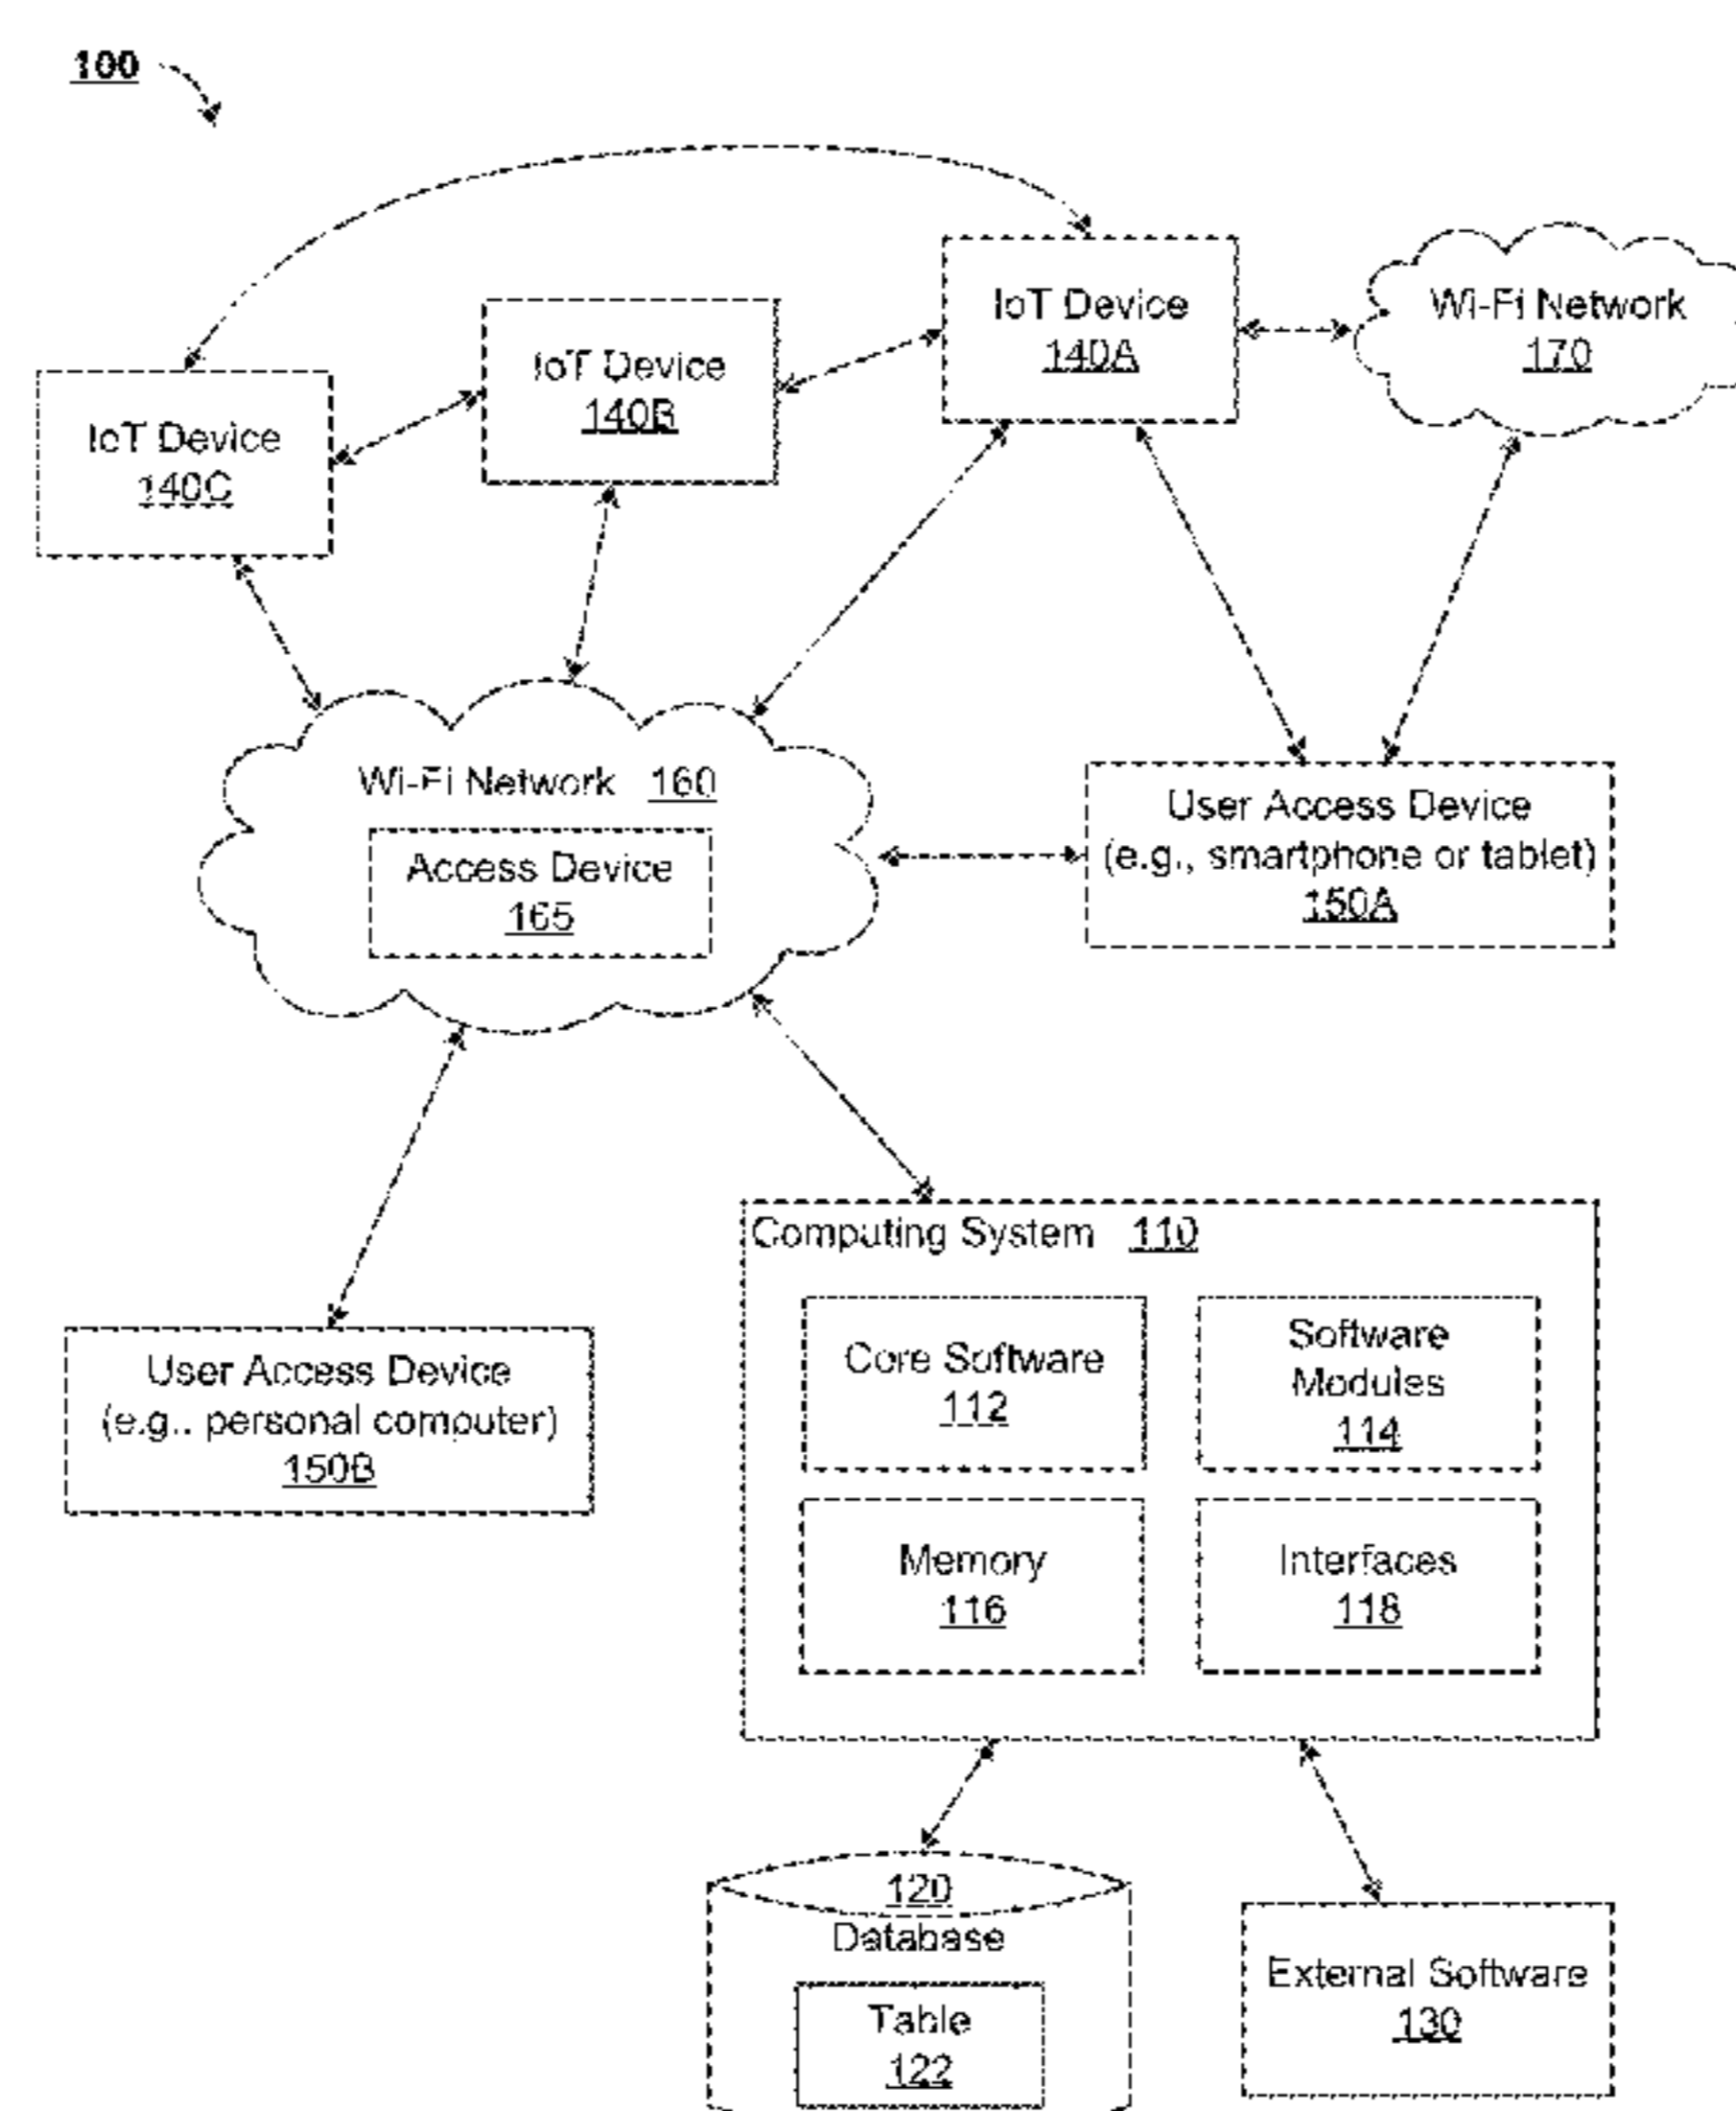 100
IoT Device
140A
Wi-Fi Network
170
IoT Device
140B
IoT Device
140C
Wi-Fi Network 160
Access Device
165
User Access Device
(e.g., smartphone or tablet)
150A
Computing System 110
Core Software
112
Software
Modules
114
User Access Device
(e.g., personal computer)
150B
Memory
116
Interfaces
118
120
Database
Table
122
External Software
130